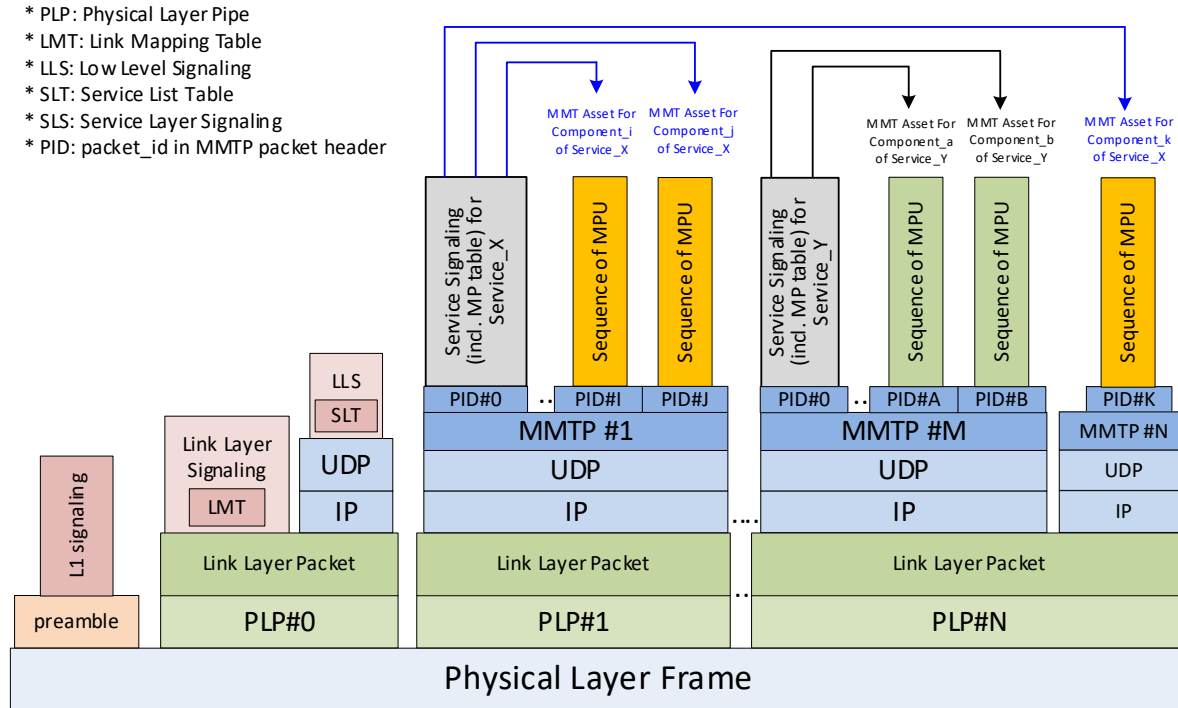 * PLP: Physical Layer Pipe
* LMT: Link Mapping Table
* LLS: Low Level Signaling
* SLT: Service List Table
* SLS: Service Layer Signaling
* PID: packet_id in MMTP packet header
MMT Asset For
Component_i
of Service_X
MMT Asset For
Component_j
of Service_X
MMT Asset For
Component_a
of Service_Y
MMT Asset For
Component_b
of Service_Y
MMT Asset For
Component_k
of Service_X
Service Signaling
(incl. MP table) for
Service_X
Sequence of MPU
Sequence of MPU
Service Signaling
(incl. MP table) for
Service_Y
Sequence of MPU
Sequence of MPU
Sequence of MPU
LLS
SLT
PID#0
..
PID#I
PID#J
PID#0
..
PID#A
PID#B
PID#K
MMTP #1
MMTP #M
MMTP #N
Link Layer
Signaling
LMT
UDP
IP
UDP
IP
UDP
IP
UDP
IP
.....
L1 signaling
Link Layer Packet
Link Layer Packet
Link Layer Packet
preamble
PLP#0
PLP#1
..
PLP#N
Physical Layer Frame